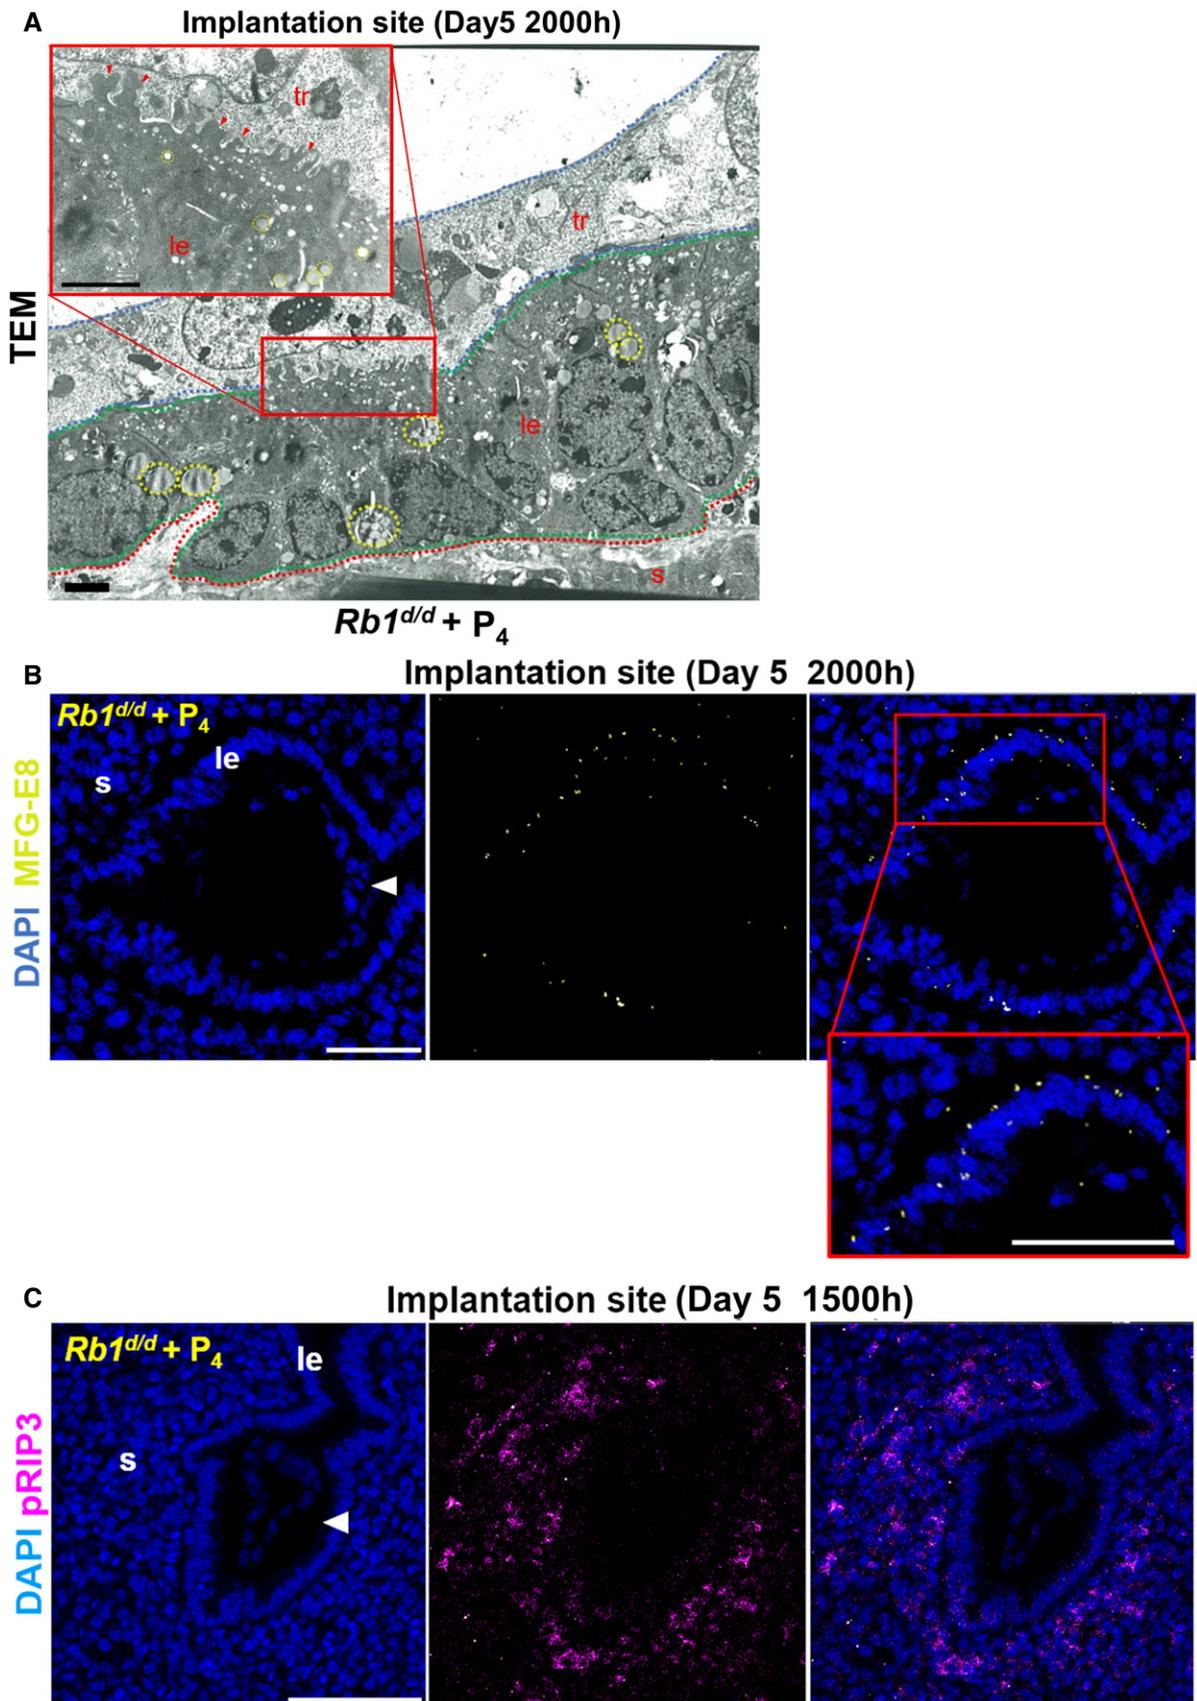 A
Implantation site (Day5 2000h)
TEM
tr
le
tr
le
s
Rb1d/d + P4
B
Implantation site (Day 5 2000h)
DAPI MFG-E8
Rb1d/d + P4
le
s
C
Implantation site (Day 5 1500h)
DAPI pRIP3
Rb1d/d + P4
le
s